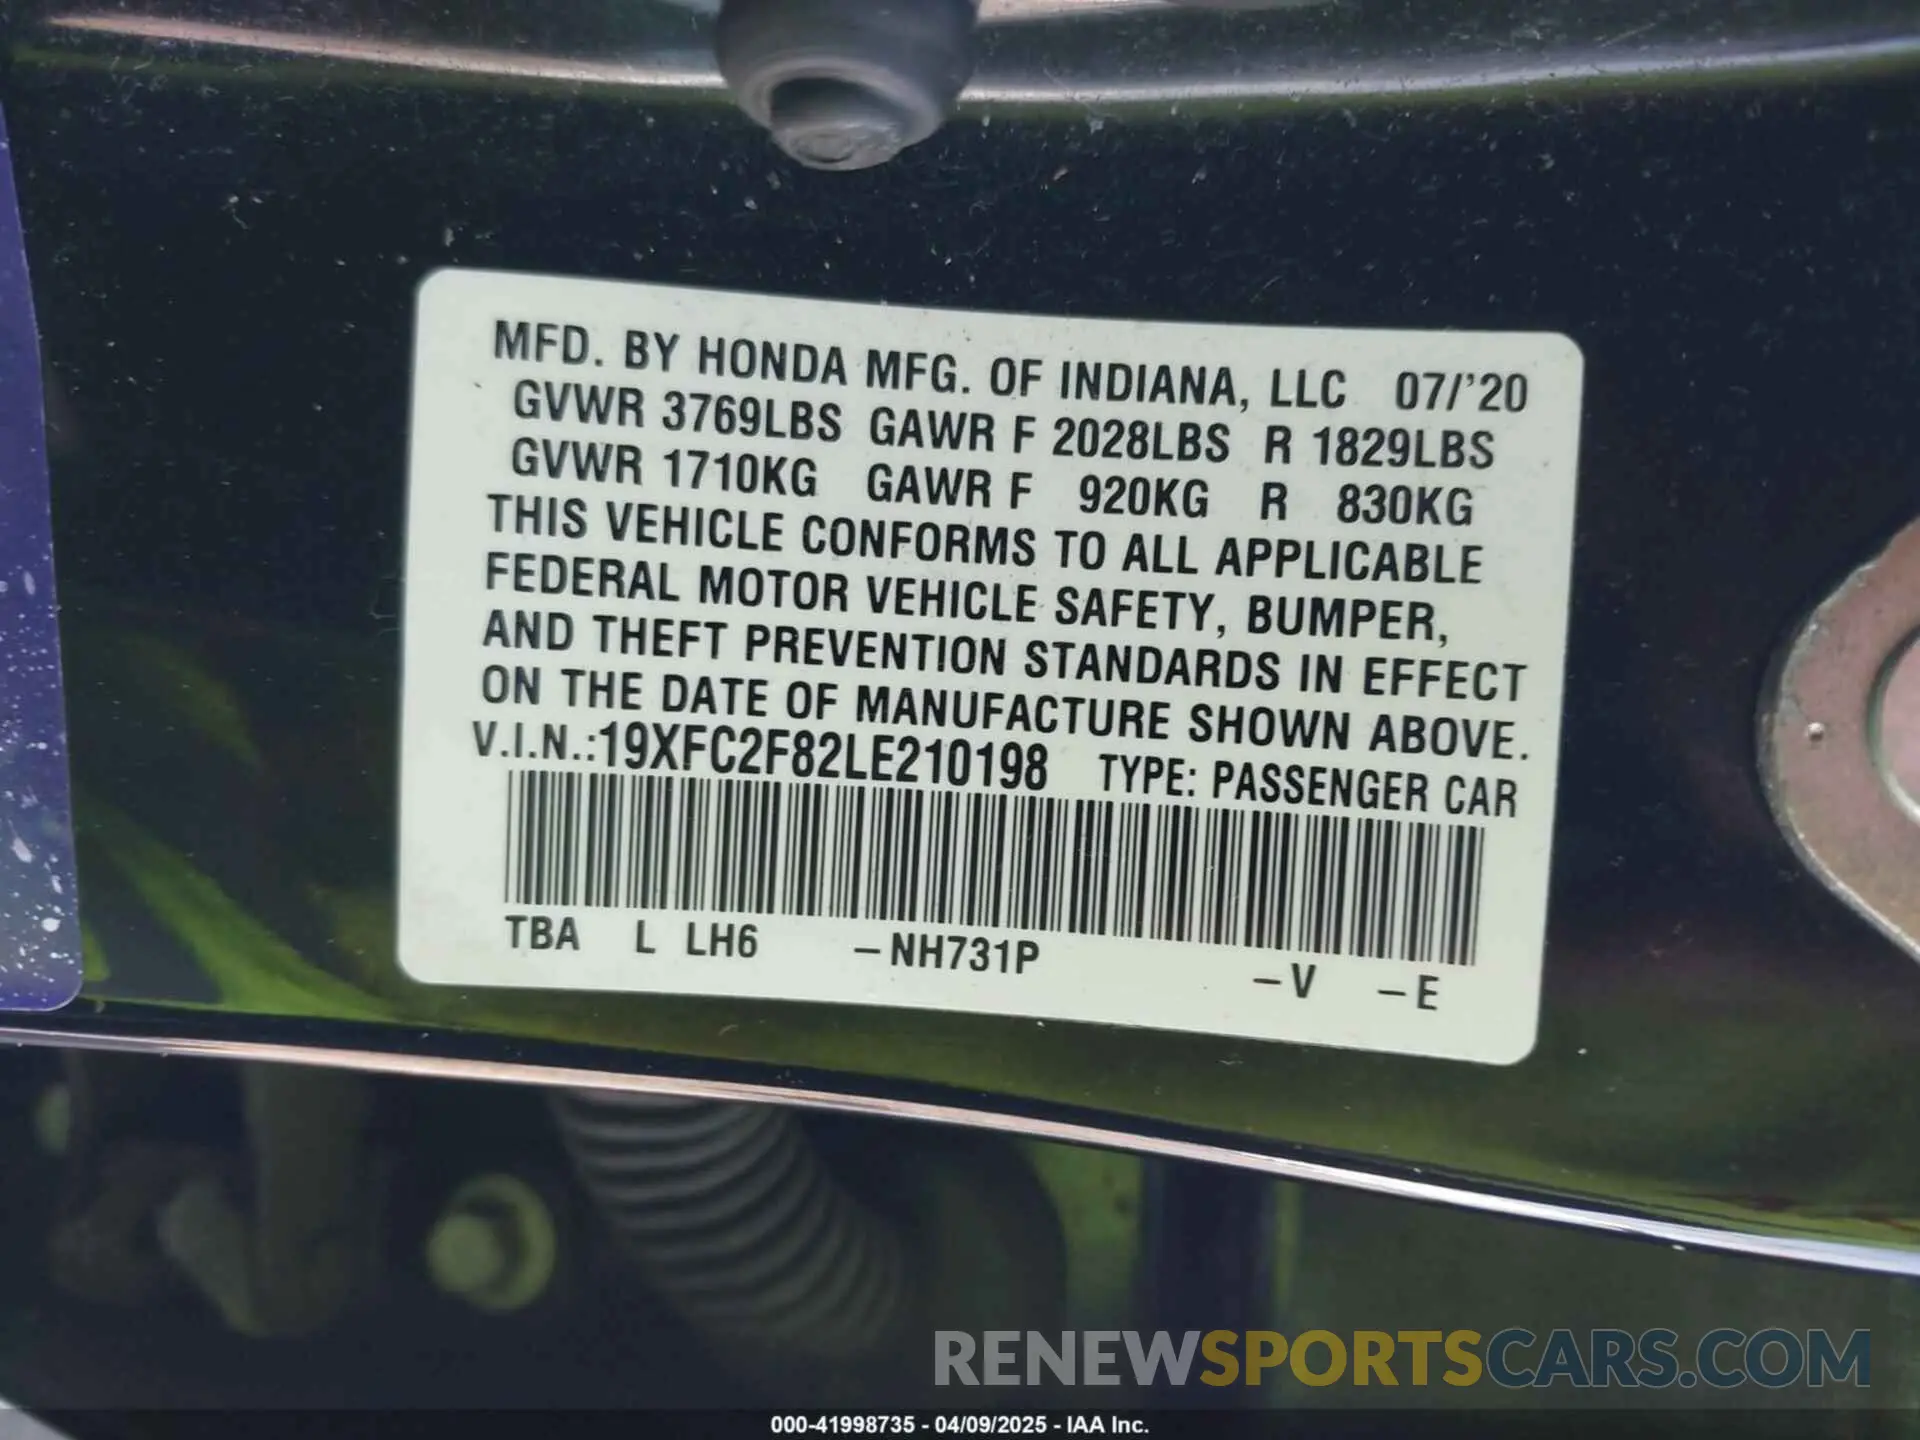 MFD. BY HONDA MFG. OF INDIANA, LLC 07/'20
GVWR 3769LBS GAWR F 2028LBS R 1829LBS
GVWR 1710KG GAWR F 920KG R 830KG
THIS VEHICLE CONFORMS TO ALL APPLICABLE
FEDERAL MOTOR VEHICLE SAFETY, BUMPER,
AND THEFT PREVENTION STANDARDS IN EFFECT
ON THE DATE OF MANUFACTURE SHOWN ABOVE.
V.I.N.:19XFC2F82LE210198 TYPE: PASSENGER CAR
TBA L LH6 –NH731P –V –E
RENEWSPORTSCARS.COM
000-41998735 - 04/09/2025 - IAA Inc.